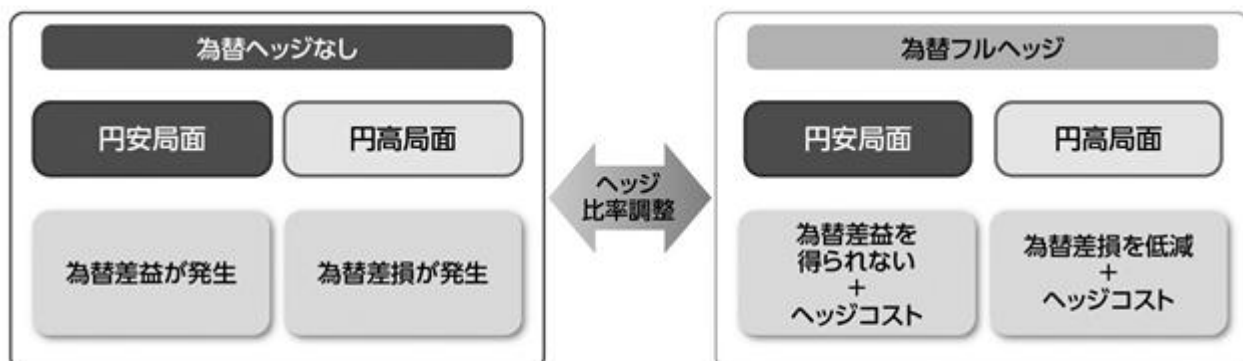 為替ヘッジなし
円安局面
円高局面
為替差益が発生
為替差損が発生
ヘッジ
比率調整
為替フルヘッジ
円安局面
円高局面
為替差益を
得られない
+
ヘッジコスト
為替差損を低減
+
ヘッジコスト